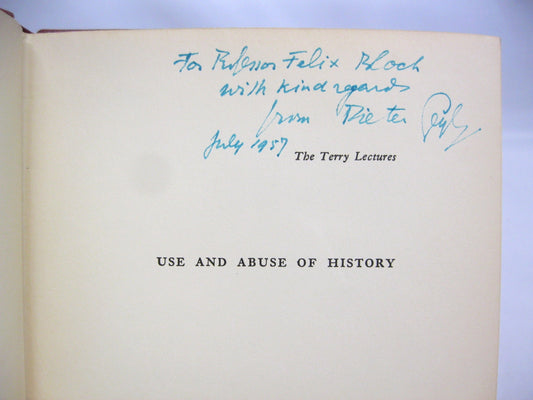 For Professor Felix Bloch
with kind regards
from Pieter Geyl
July 1957
The Terry Lectures
USE AND ABUSE OF HISTORY